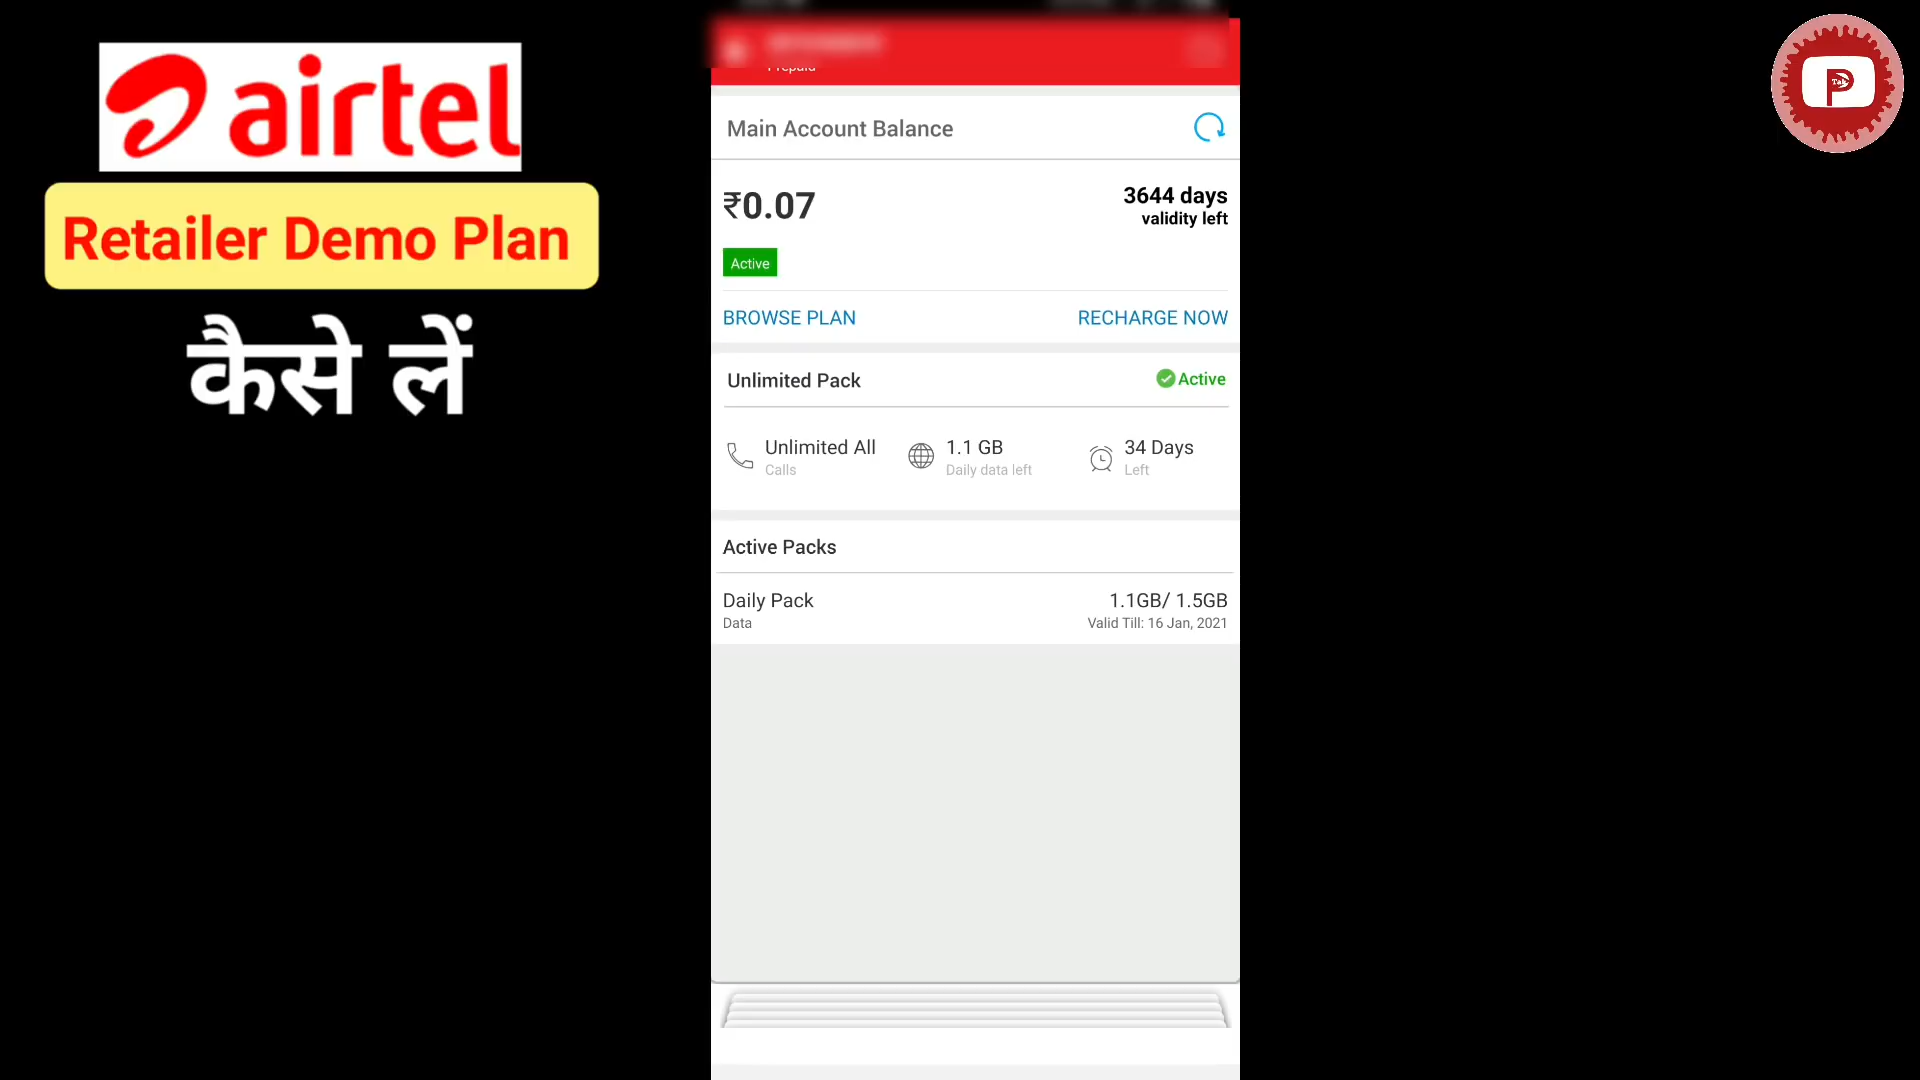 airtel
Retailer Demo Plan
कैसे लें
Prepaid
Main Account Balance
₹0.07
3644 days
validity left
Active
BROWSE PLAN
RECHARGE NOW
Unlimited Pack
Active
Unlimited All
Calls
1.1 GB
Daily data left
34 Days
Left
Active Packs
Daily Pack
1.1GB/ 1.5GB
Data
Valid Till: 16 Jan, 2021
P
Tak